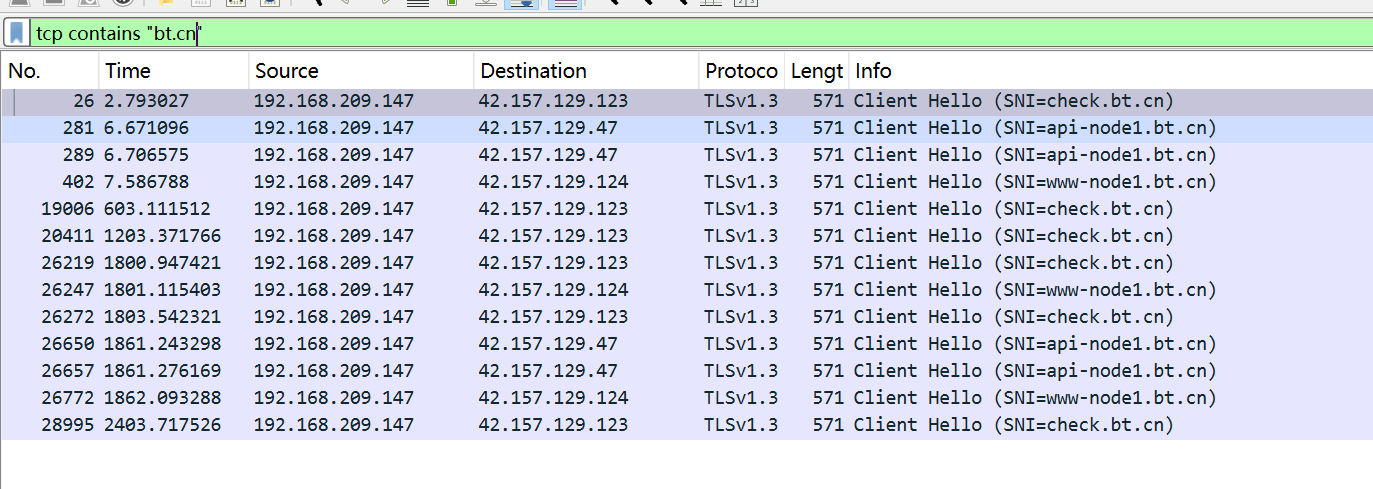 tcp contains "bt.cn"
No. Time Source Destination Protoco Lengt Info
26 2.793027 192.168.209.147 42.157.129.123 TLSv1.3 571 Client Hello (SNI=check.bt.cn)
281 6.671096 192.168.209.147 42.157.129.47 TLSv1.3 571 Client Hello (SNI=api-node1.bt.cn)
289 6.706575 192.168.209.147 42.157.129.47 TLSv1.3 571 Client Hello (SNI=api-node1.bt.cn)
402 7.586788 192.168.209.147 42.157.129.124 TLSv1.3 571 Client Hello (SNI=www-node1.bt.cn)
19006 603.111512 192.168.209.147 42.157.129.123 TLSv1.3 571 Client Hello (SNI=check.bt.cn)
20411 1203.371766 192.168.209.147 42.157.129.123 TLSv1.3 571 Client Hello (SNI=check.bt.cn)
26219 1800.947421 192.168.209.147 42.157.129.123 TLSv1.3 571 Client Hello (SNI=check.bt.cn)
26247 1801.115403 192.168.209.147 42.157.129.124 TLSv1.3 571 Client Hello (SNI=www-node1.bt.cn)
26272 1803.542321 192.168.209.147 42.157.129.123 TLSv1.3 571 Client Hello (SNI=check.bt.cn)
26650 1861.243298 192.168.209.147 42.157.129.47 TLSv1.3 571 Client Hello (SNI=api-node1.bt.cn)
26657 1861.276169 192.168.209.147 42.157.129.47 TLSv1.3 571 Client Hello (SNI=api-node1.bt.cn)
26772 1862.093288 192.168.209.147 42.157.129.124 TLSv1.3 571 Client Hello (SNI=www-node1.bt.cn)
28995 2403.717526 192.168.209.147 42.157.129.123 TLSv1.3 571 Client Hello (SNI=check.bt.cn)